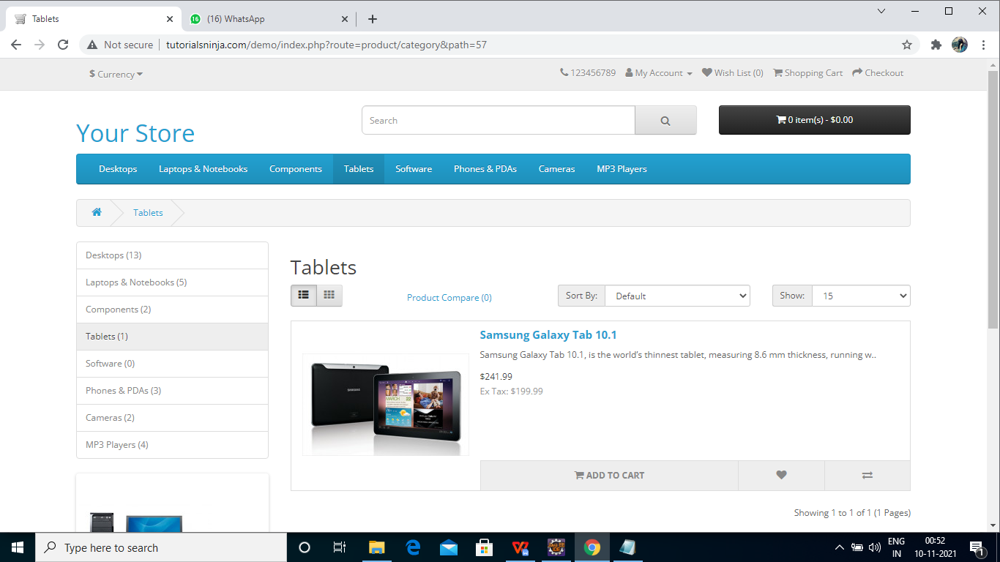 Tablets
16
(16) WhatsApp
Not secure
tutorialsninja.com/demo/index.php?route=product/category&path=57
$ Currency
123456789
My Account
Wish List (0)
Shopping Cart
Checkout
Your Store
Search
0 item(s) - $0.00
Desktops
Laptops & Notebooks
Components
Tablets
Software
Phones & PDAs
Cameras
MP3 Players
Tablets
Desktops (13)
Laptops & Notebooks (5)
Components (2)
Tablets (1)
Software (0)
Phones & PDAs (3)
Cameras (2)
MP3 Players (4)
Tablets
Product Compare (0)
Sort By:
Default
Show:
15
SAMSUNG
MARCH 22
Samsung Galaxy Tab 10.1
Samsung Galaxy Tab 10.1, is the world’s thinnest tablet, measuring 8.6 mm thickness, running w..
$241.99
Ex Tax: $199.99
ADD TO CART
Showing 1 to 1 of 1 (1 Pages)
Type here to search
ENG
IN
00:52
10-11-2021
1